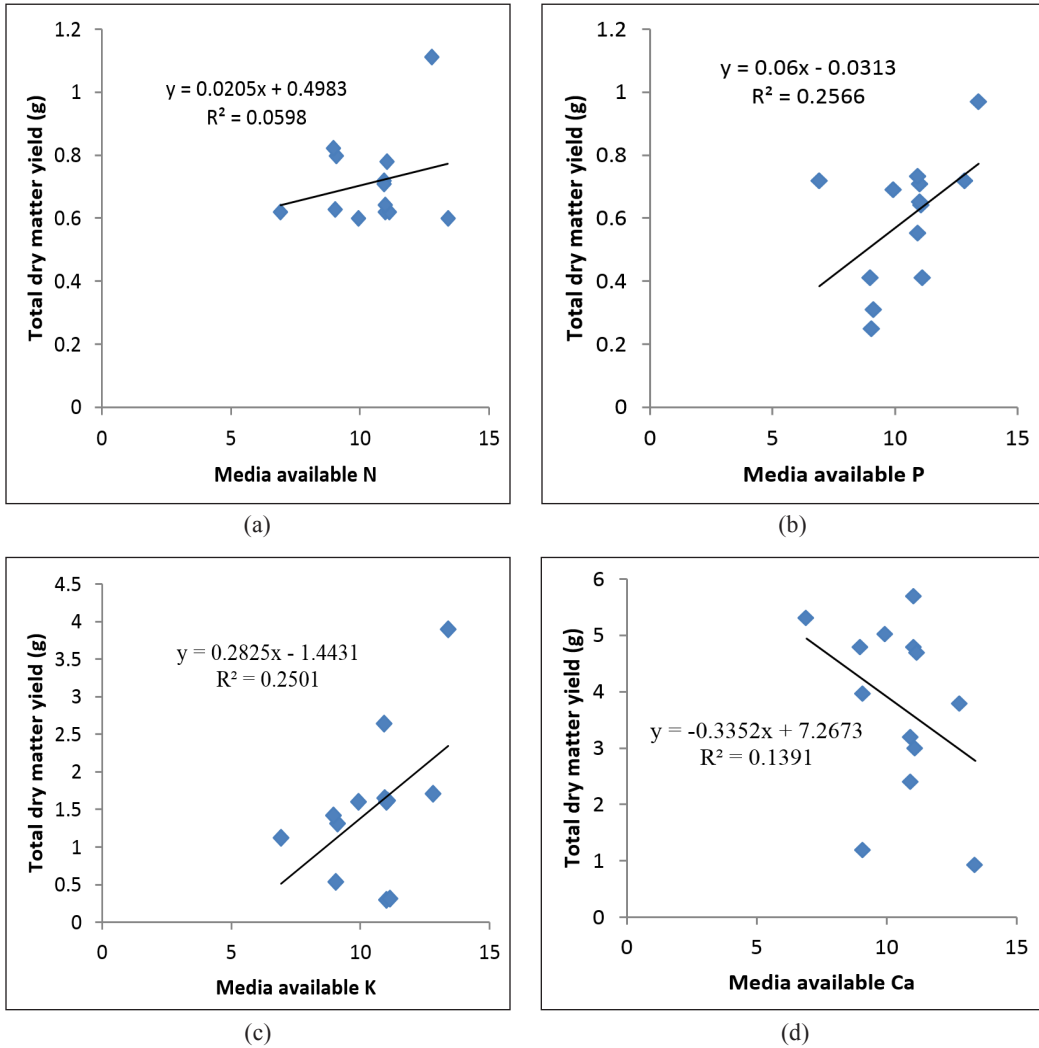 1.2
1
0.8
0.6
0.4
0.2
0
Total dry matter yield (g)
y = 0.0205x + 0.4983
R² = 0.0598
0 5 10 15
Media available N
(a)
1.2
1
0.8
0.6
0.4
0.2
0
Total dry matter yield (g)
y = 0.06x - 0.0313
R² = 0.2566
0 5 10 15
Media available P
(b)
4.5
4
3.5
3
2.5
2
1.5
1
0.5
0
Total dry matter yield (g)
y = 0.2825x - 1.4431
R² = 0.2501
0 5 10 15
Media available K
(c)
6
5
4
3
2
1
0
Total dry matter yield (g)
y = -0.3352x + 7.2673
R² = 0.1391
0 5 10 15
Media available Ca
(d)